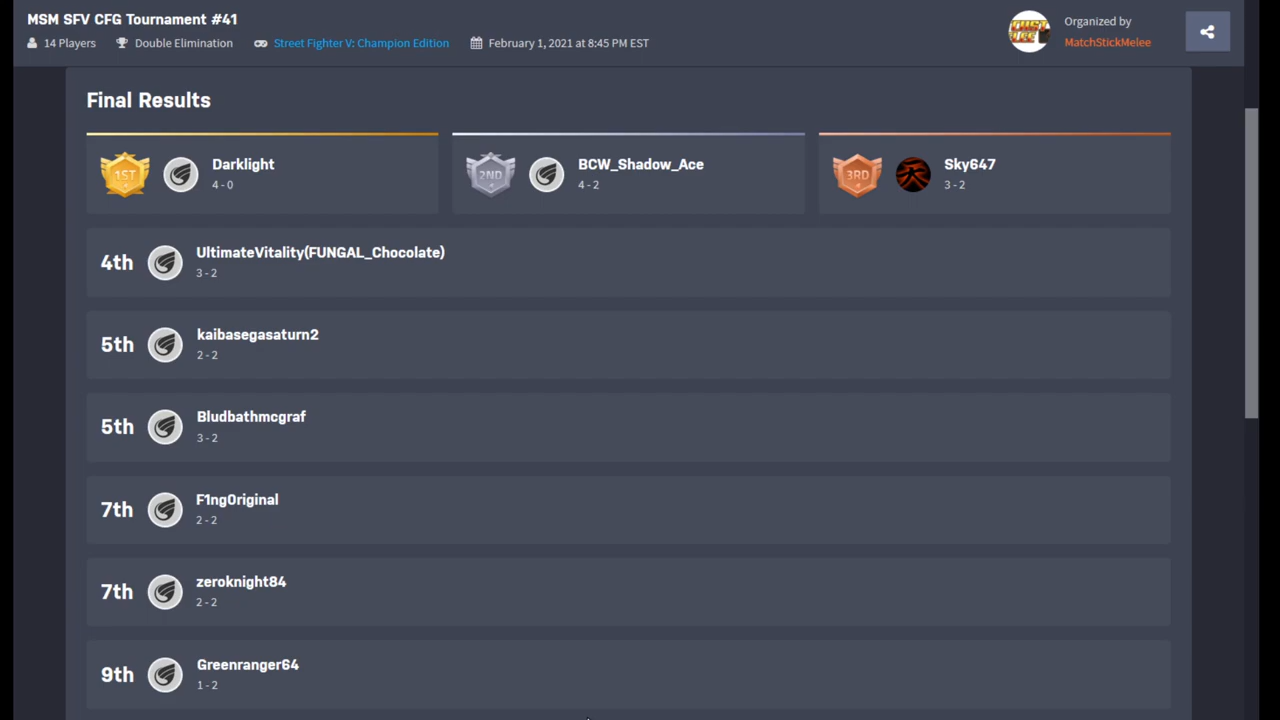 MSM SFV CFG Tournament #41
14 Players Double Elimination Street Fighter V: Champion Edition February 1, 2021 at 8:45 PM EST
Organized by
MatchStickMelee
Final Results
1ST Darklight
4 - 0
2ND BCW_Shadow_Ace
4 - 2
3RD Sky647
3 - 2
4th UltimateVitality(FUNGAL_Chocolate)
3 - 2
5th kaibasegasaturn2
2 - 2
5th Bludbathmcgraf
3 - 2
7th F1ngOriginal
2 - 2
7th zeroknight84
2 - 2
9th Greenranger64
1 - 2